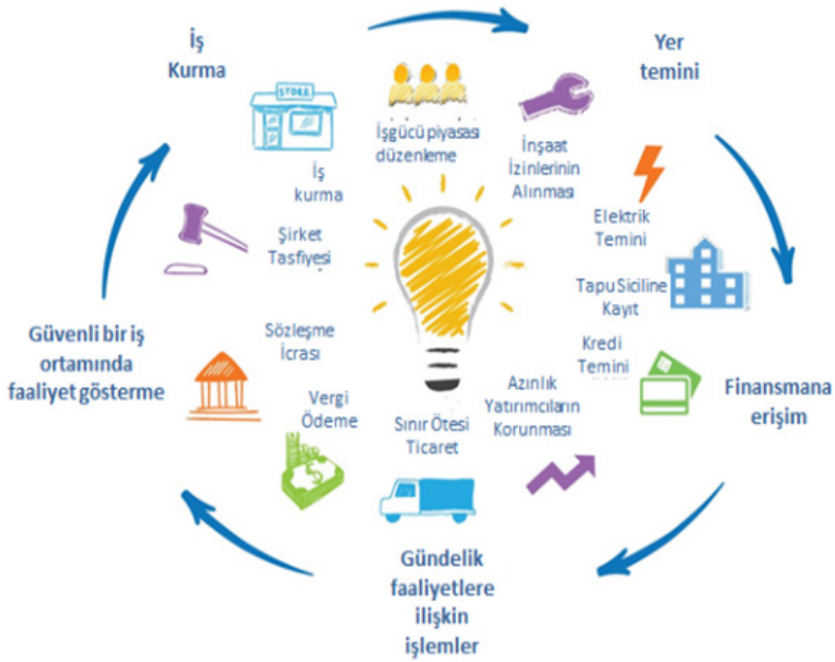 İş
Kurma
Yer
temini
STORE
İşgücü piyasası
düzenleme
İnşaat
İzinlerinin
Alınması
İş
kurma
Elektrik
Temini
Şirket
Tasfiyesi
Tapu Siciline
Kayıt
Güvenli bir iş
ortamında
faaliyet gösterme
Sözleşme
İcrası
Kredi
Temini
Finansmana
erişim
Vergi
Ödeme
Azınlık
Yatırımcıların
Korunması
Sınır Ötesi
Ticaret
$
Gündelik
faaliyetlere
ilişkin
işlemler